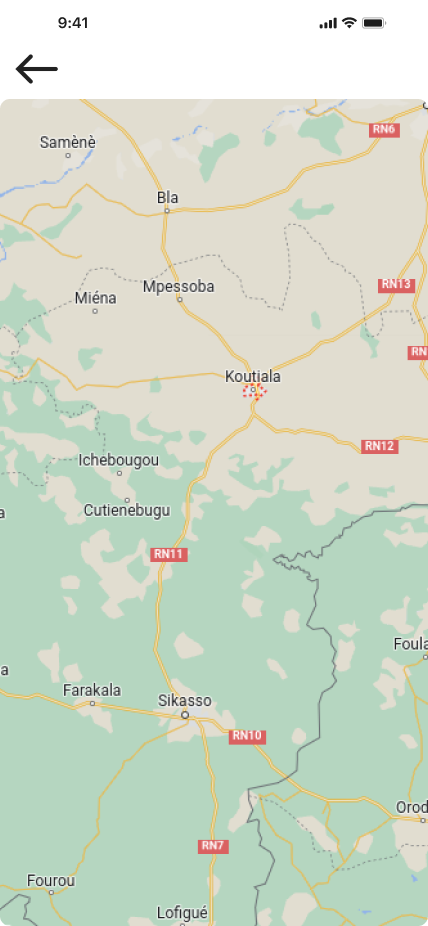 9:41
RN6
Samènè
Bla
Mpessoba
RN13
Miéna
RN
Koutiala
RN12
Ichebougou
Cutienebugu
a
RN11
Foula
a
Farakala
Sikasso
RN10
Orod
RN7
Fourou
Lofigué